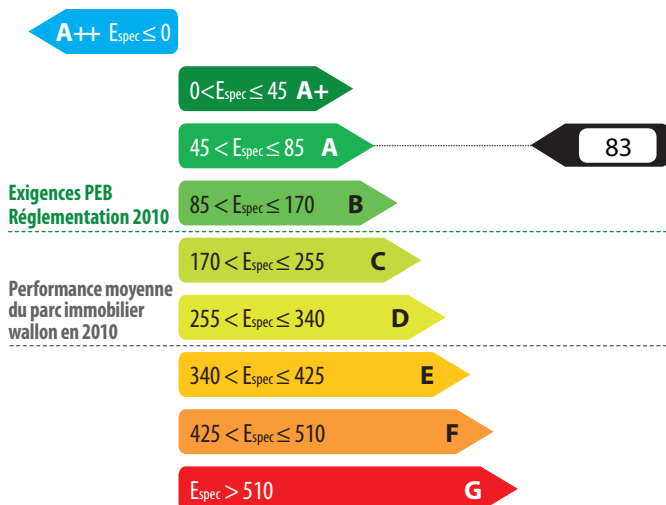 A++ Espec ≤ 0
0<Espec ≤ 45 A+
45 < Espec ≤ 85 A
83
Exigences PEB
Réglementation 2010
85 < Espec ≤ 170 B
170 < Espec ≤ 255 C
Performance moyenne
du parc immobilier
wallon en 2010
255 < Espec ≤ 340 D
340 < Espec ≤ 425 E
425 < Espec ≤ 510 F
Espec > 510 G